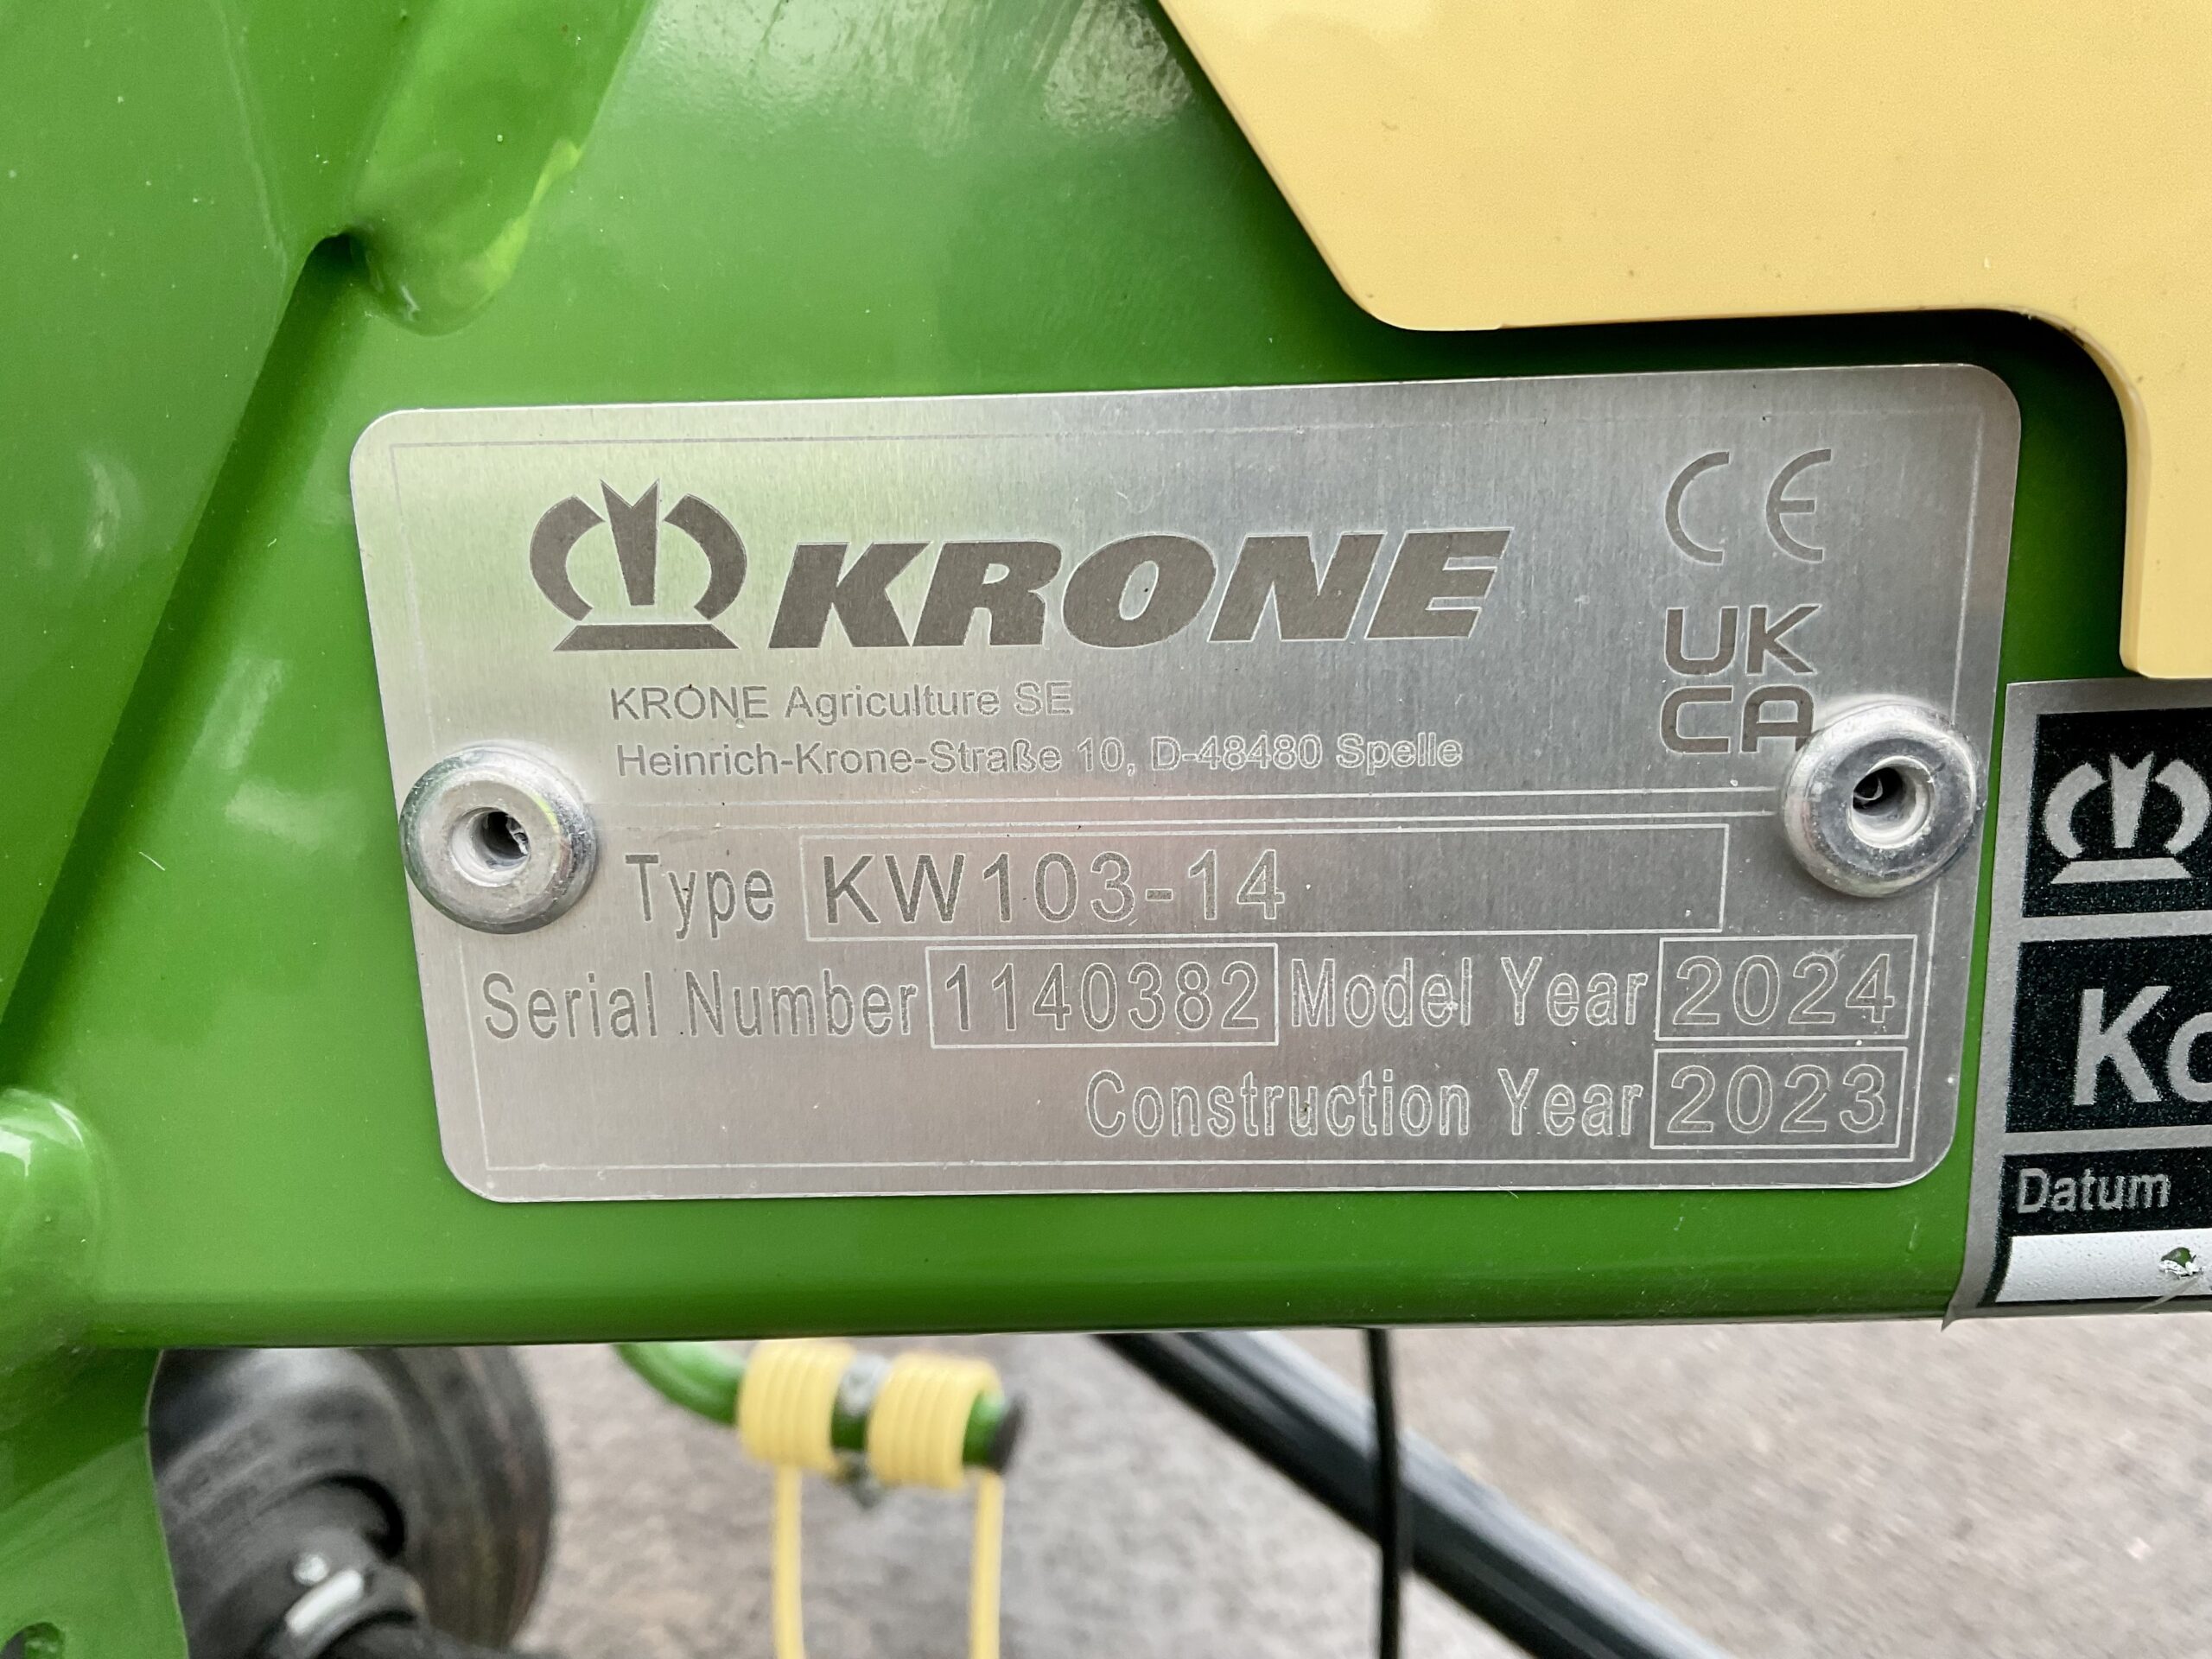 KRONE
CE
UK
CA
KRONE Agriculture SE
Heinrich-Krone-Straße 10, D-48480 Spelle
Type KW103-14
Serial Number 1140382 Model Year 2024
Construction Year 2023
Datum